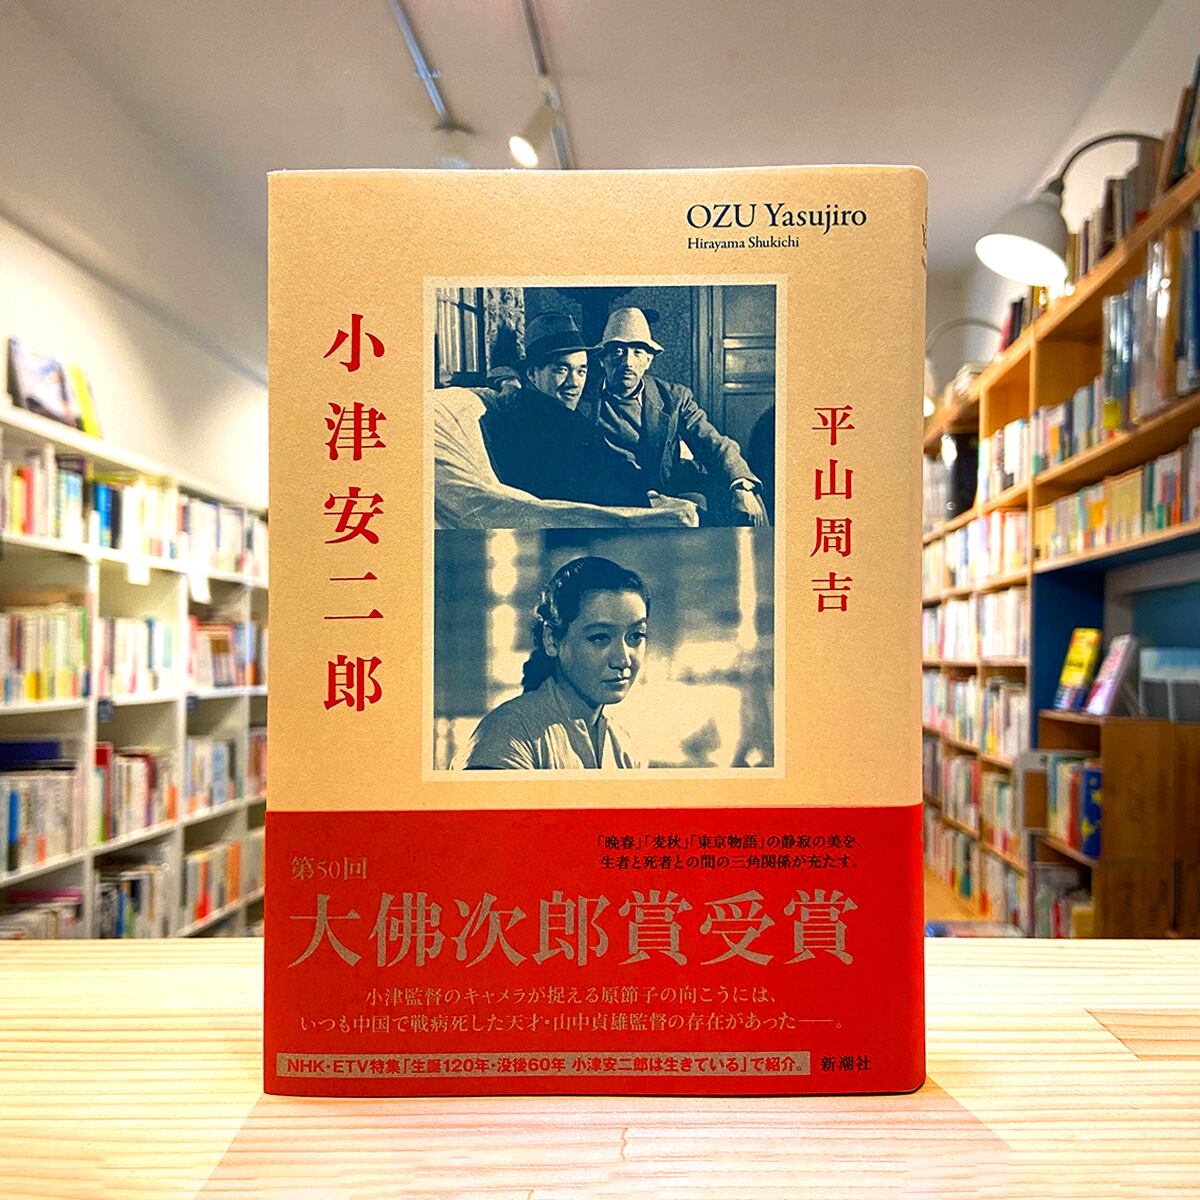 OZU Yasujiro
Hirayama Shukichi
小津安二郎
平山周吉
「晩春」「麦秋」「東京物語」の静寂の美を、
生者と死者との間の三角関係が充たす。
第50回
大佛次郎賞受賞
小津監督のキャメラが捉える原節子の向こうには、
いつも中国で戦病死した天才・山中貞雄監督の存在があった――。
NHK・ETV特集「生誕120年・没後60年 小津安二郎は生きている」で紹介。
新潮社